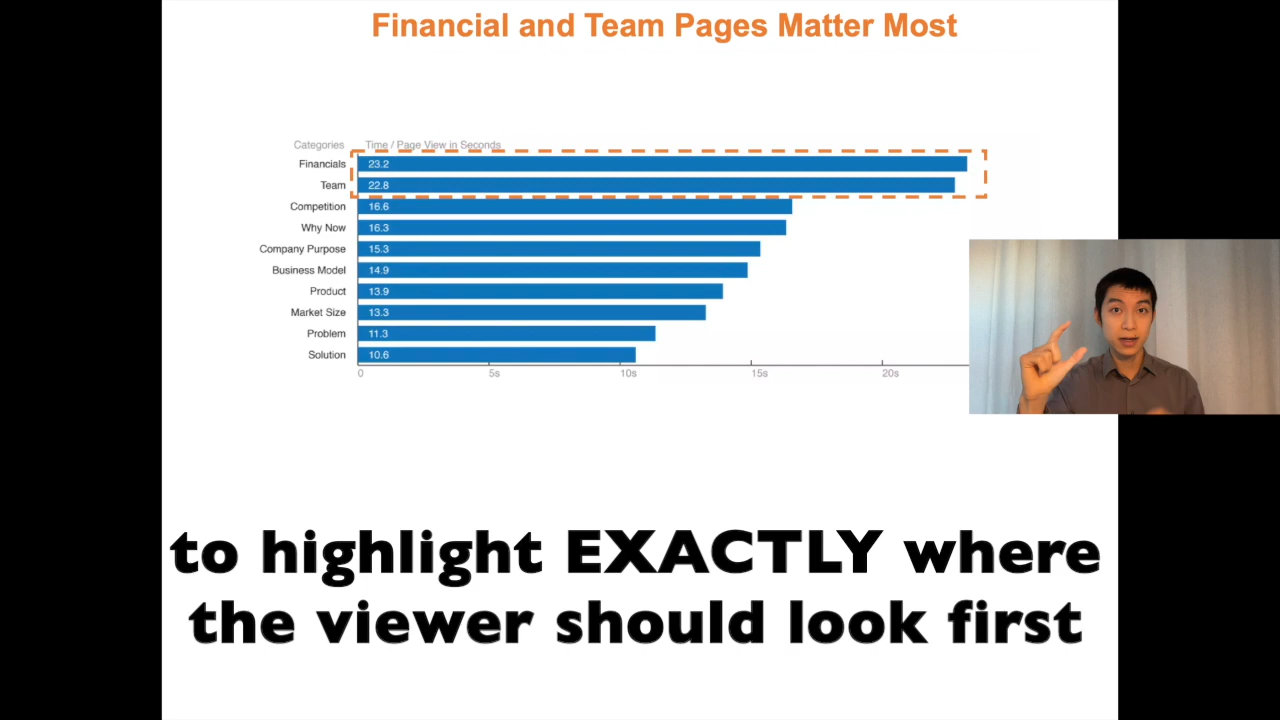 Financial and Team Pages Matter Most
Categories Time / Page View in Seconds
Financials 23.2
Team 22.8
Competition 16.6
Why Now 16.3
Company Purpose 15.3
Business Model 14.9
Product 13.9
Market Size 13.3
Problem 11.3
Solution 10.6
0 5s 10s 15s 20s
to highlight EXACTLY where
the viewer should look first